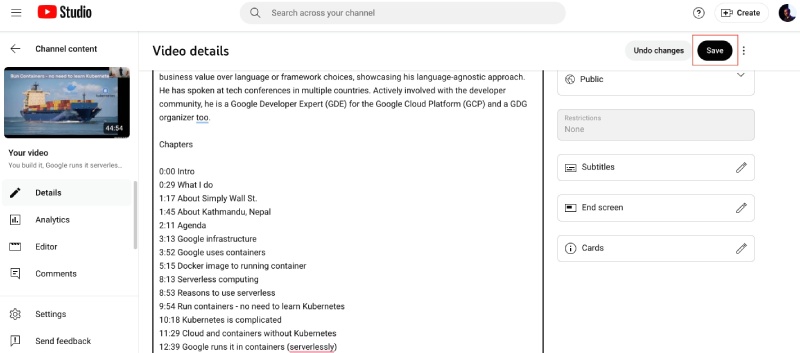 Studio
Search across your channel
Create
Channel content
Video details
Undo changes
Save
Run Containers - no need to learn Kubernetes
44:54
Your video
You build it, Google runs it serverles...
Details
Analytics
Editor
Comments
Settings
Send feedback
business value over language or framework choices, showcasing his language-agnostic approach.
He has spoken at tech conferences in multiple countries. Actively involved with the developer
community, he is a Google Developer Expert (GDE) for the Google Cloud Platform (GCP) and a GDG
organizer too.
Chapters
0:00 Intro
0:29 What I do
1:17 About Simply Wall St.
1:45 About Kathmandu, Nepal
2:11 Agenda
3:13 Google infrastructure
3:52 Google uses containers
5:15 Docker image to running container
8:13 Serverless computing
8:53 Reasons to use serverless
9:54 Run containers - no need to learn Kubernetes
10:18 Kubernetes is complicated
11:29 Cloud and containers without Kubernetes
12:39 Google runs it in containers (serverlessly)
Public
Restrictions
None
Subtitles
End screen
Cards